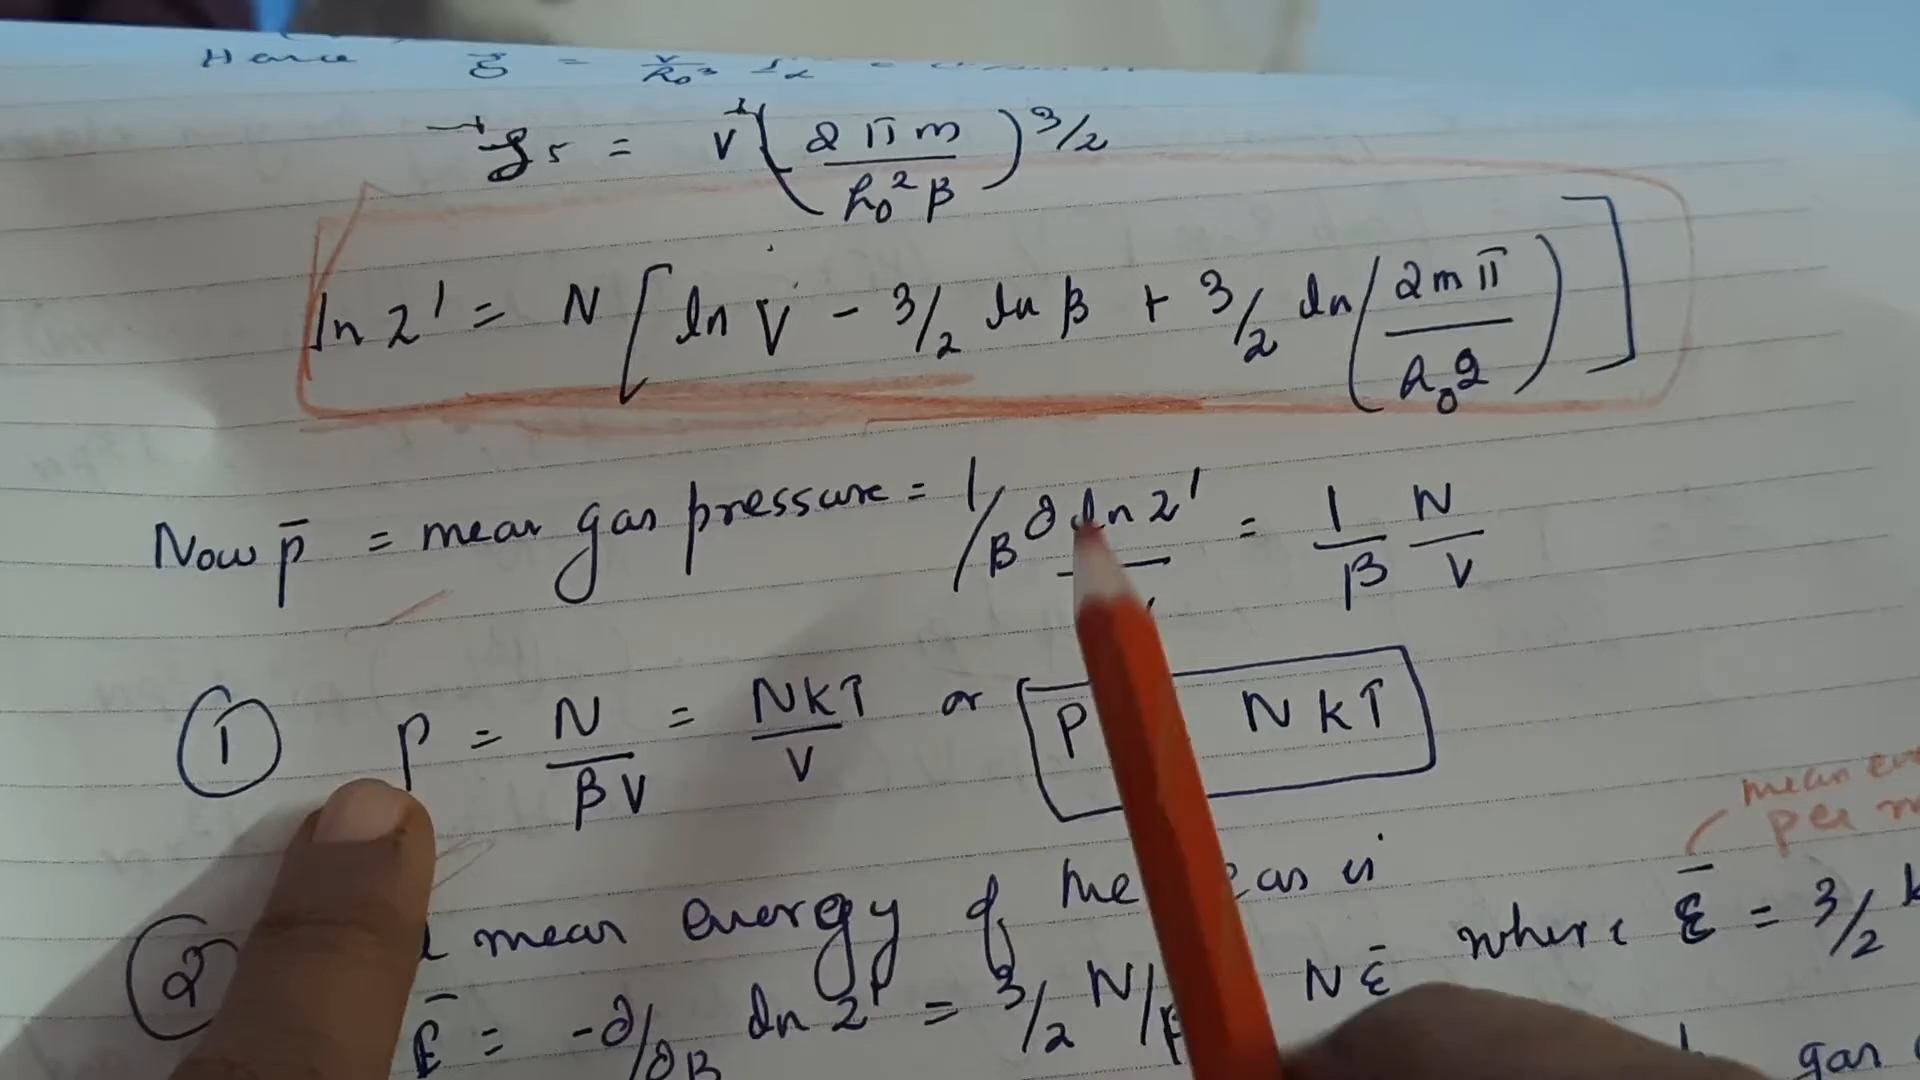 Hence ξ = V/h₀³
ξ = V (2πm / h₀²β)^3/2
ln Z' = N [ln V - 3/2 ln β + 3/2 ln (2mπ / h₀²)]
Now p̄ = mean gas pressure = 1/β ∂ ln Z' = 1/β N/V
① p = N/βV = NkT/V or P NkT
mean energy
per
② mean energy of the gas is
Ē = -∂/∂β ln Z' = 3/2 N/β Nε̄ where ε̄ = 3/2 k
gas